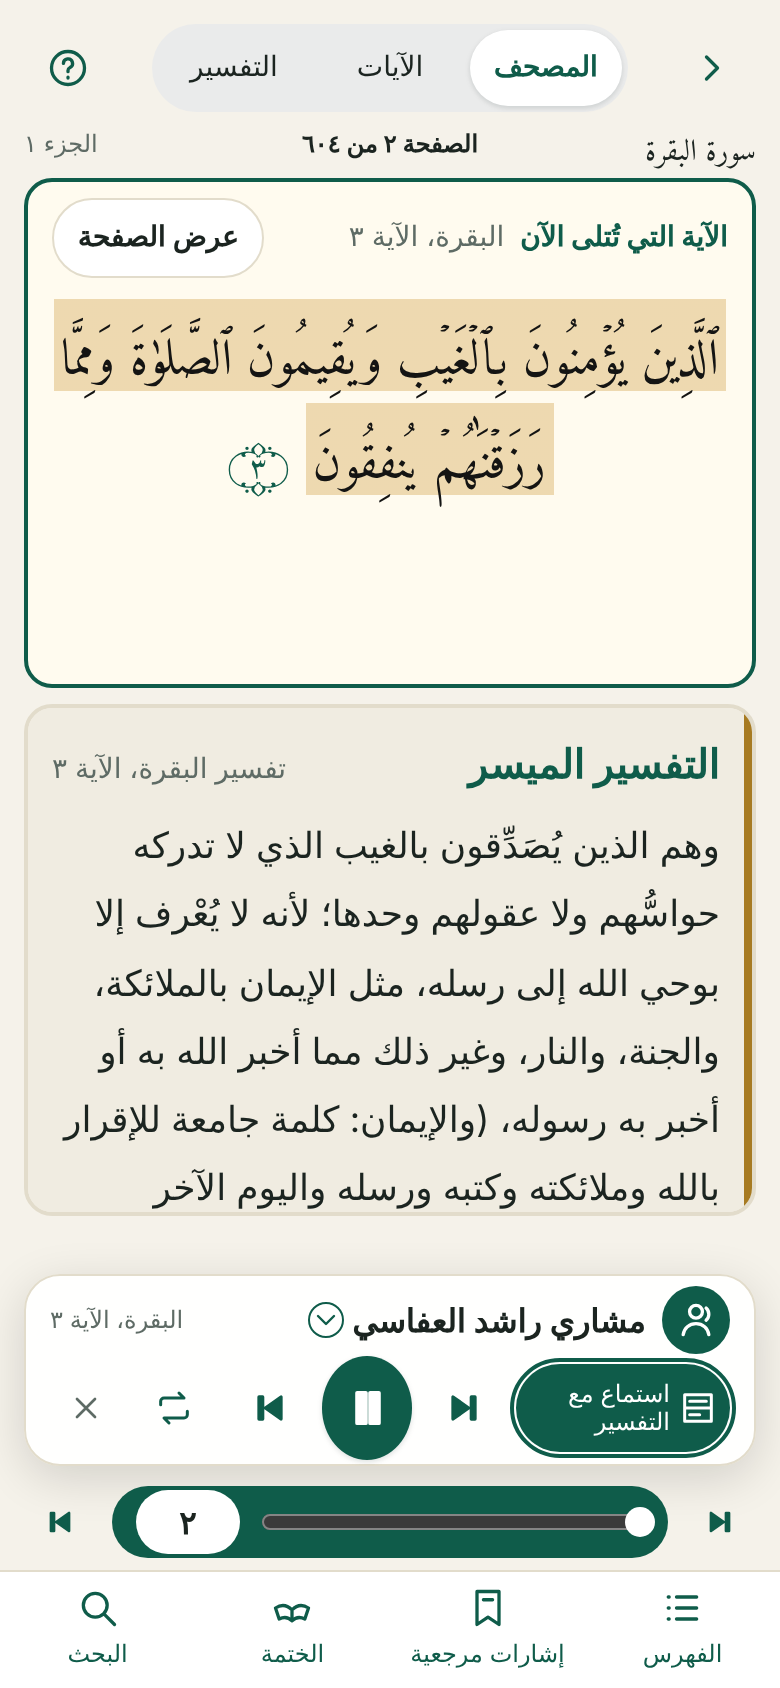 المصحف
الآيات
التفسير
سورة البقرة
الصفحة ٢ من ٦٠٤
الجزء ١
الآية التي تُتلى الآن البقرة، الآية ٣
عرض الصفحة
ٱلَّذِينَ يُؤۡمِنُونَ بِٱلۡغَيۡبِ وَيُقِيمُونَ ٱلصَّلَوٰةَ وَمِمَّا
رَزَقۡنَٰهُمۡ يُنفِقُونَ ٣
التفسير الميسر
تفسير البقرة، الآية ٣
وهم الذين يُصَدِّقون بالغيب الذي لا تدركه
حواسُّهم ولا عقولهم وحدها؛ لأنه لا يُعْرف إلا
بوحي الله إلى رسله، مثل الإيمان بالملائكة،
والجنة، والنار، وغير ذلك مما أخبر الله به أو
أخبر به رسوله، (والإيمان: كلمة جامعة للإقرار
بالله وملائكته وكتبه ورسله واليوم الآخر
مشاري راشد العفاسي
البقرة، الآية ٣
استماع مع
التفسير
٢
الفهرس
إشارات مرجعية
الختمة
البحث